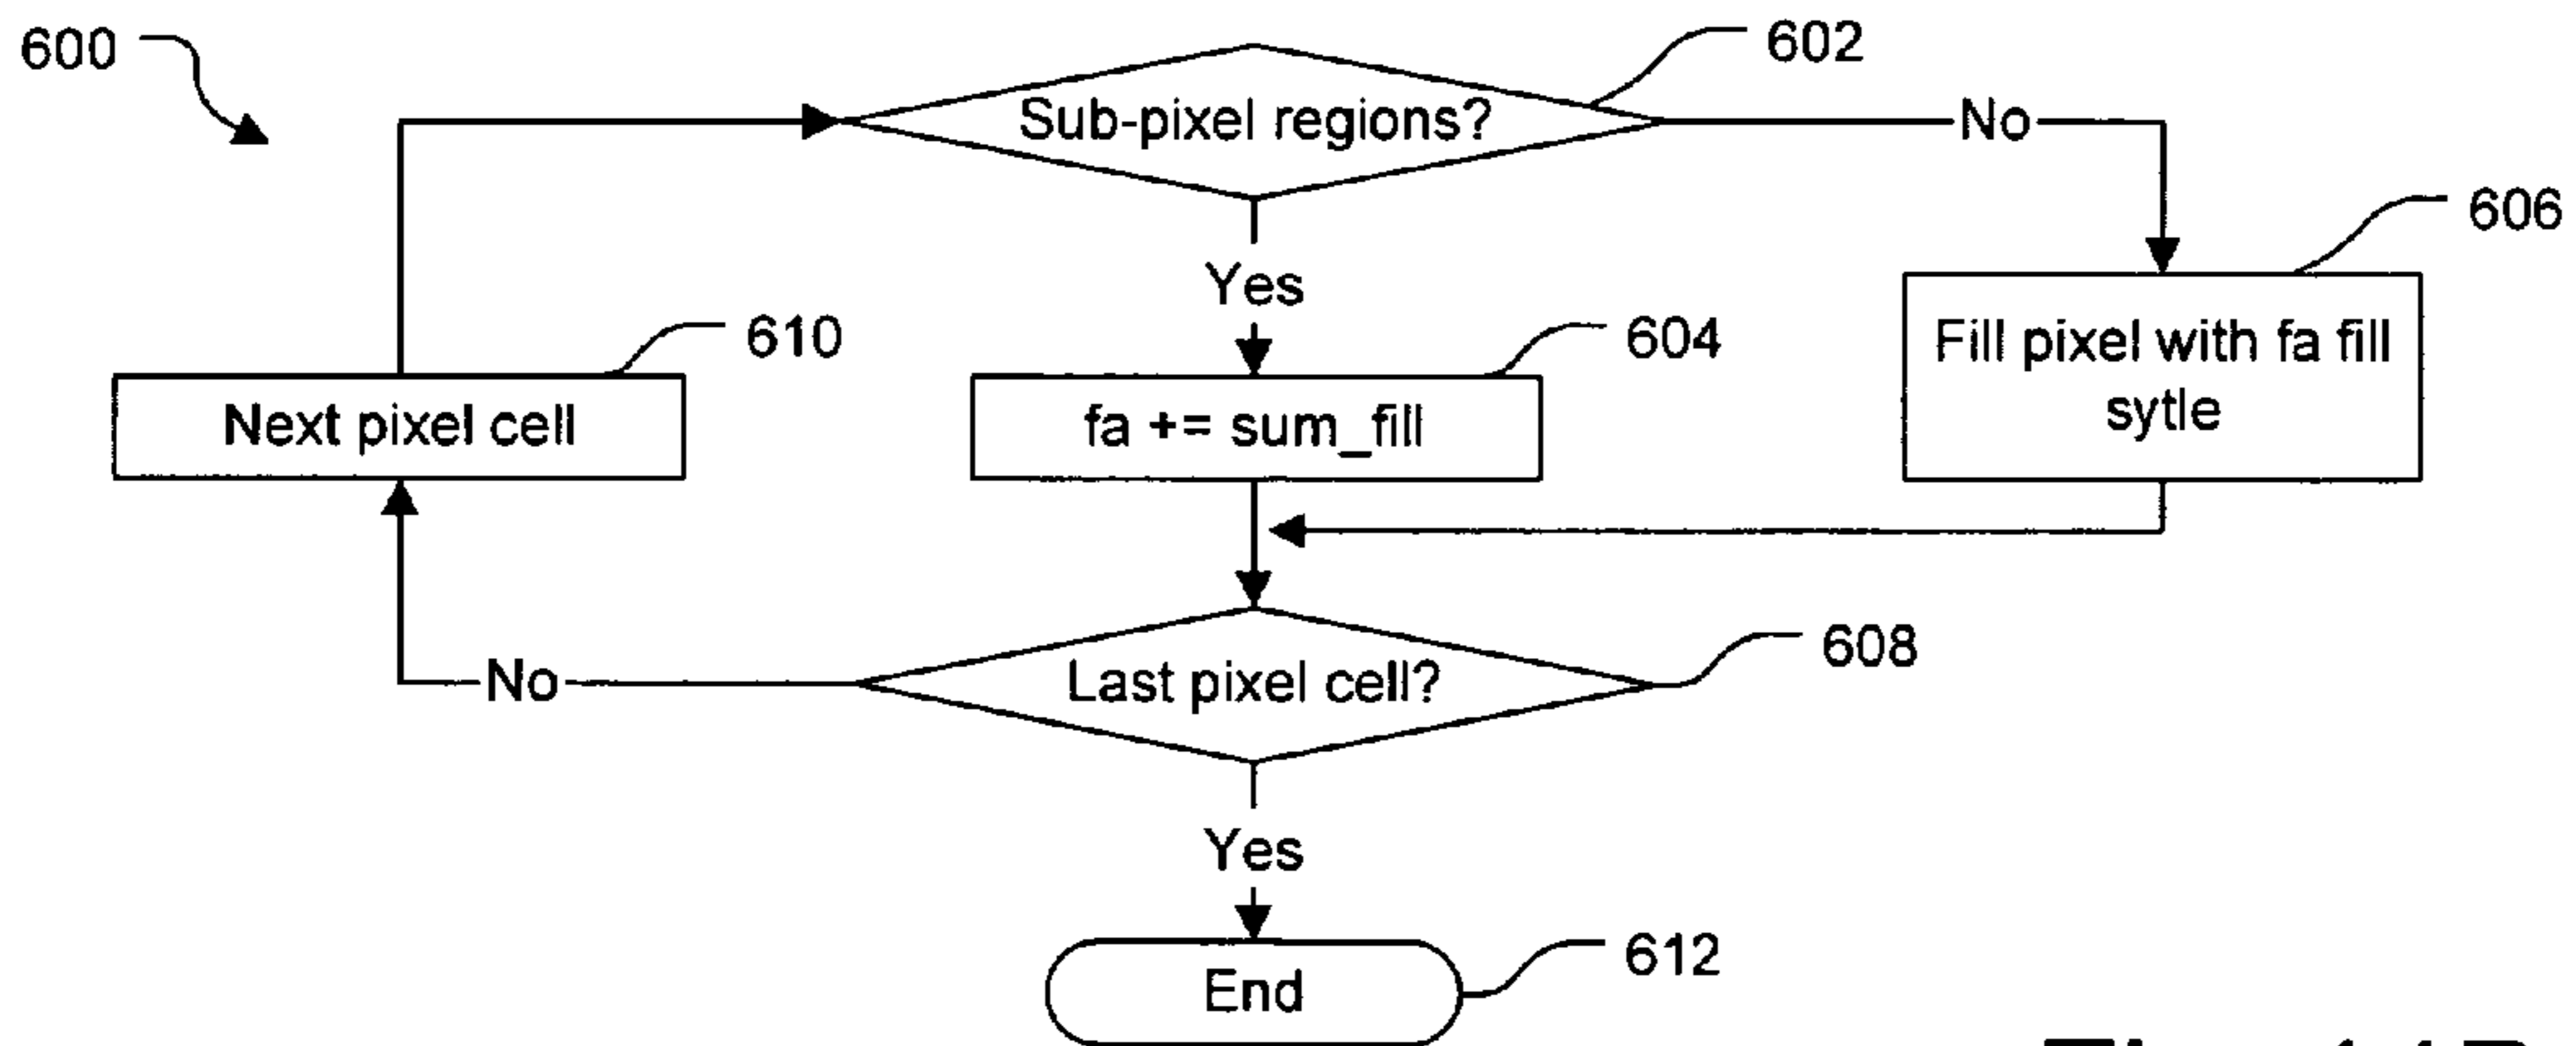 600
602
Sub-pixel regions?
No
606
Yes
610
604
Fill pixel with fa fill
sytle
Next pixel cell
fa += sum_fill
608
No
Last pixel cell?
Yes
612
End